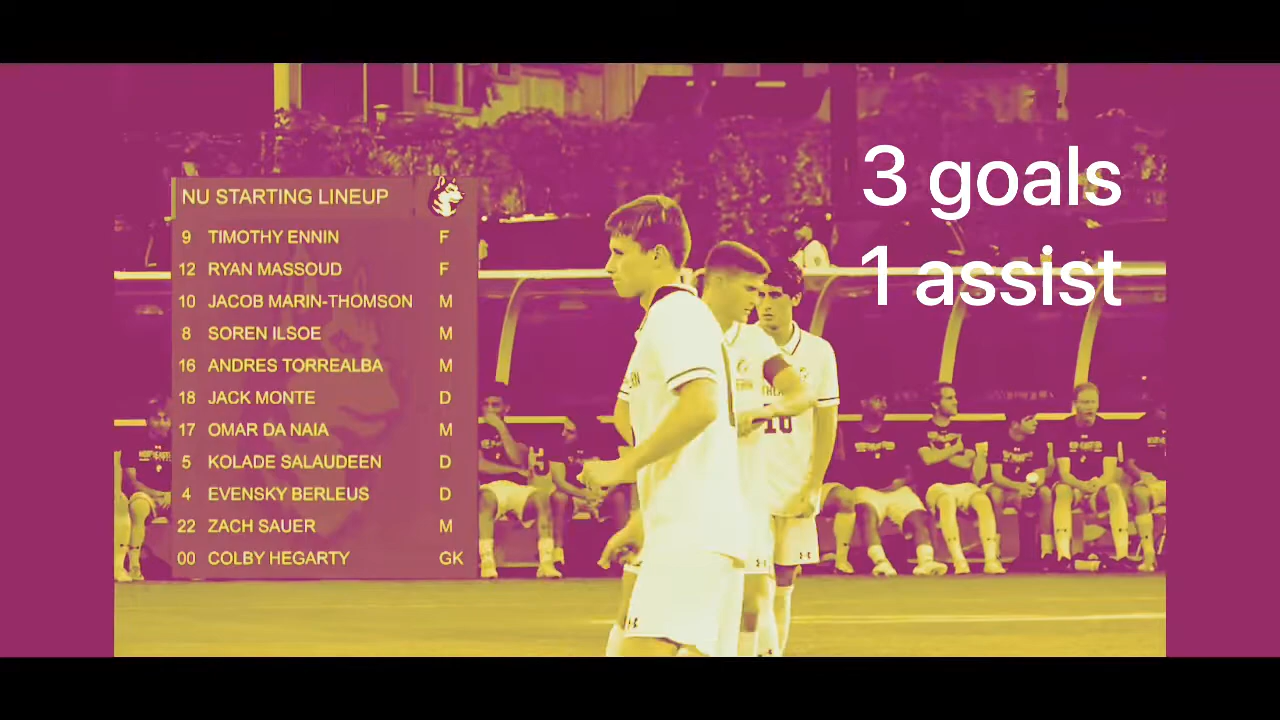 NU STARTING LINEUP
9 TIMOTHY ENNIN F
12 RYAN MASSOUD F
10 JACOB MARIN-THOMSON M
8 SOREN ILSOE M
16 ANDRES TORREALBA M
18 JACK MONTE D
17 OMAR DA NAIA M
5 KOLADE SALAUDEEN D
4 EVENSKY BERLEUS D
22 ZACH SAUER M
00 COLBY HEGARTY GK
3 goals
1 assist
10